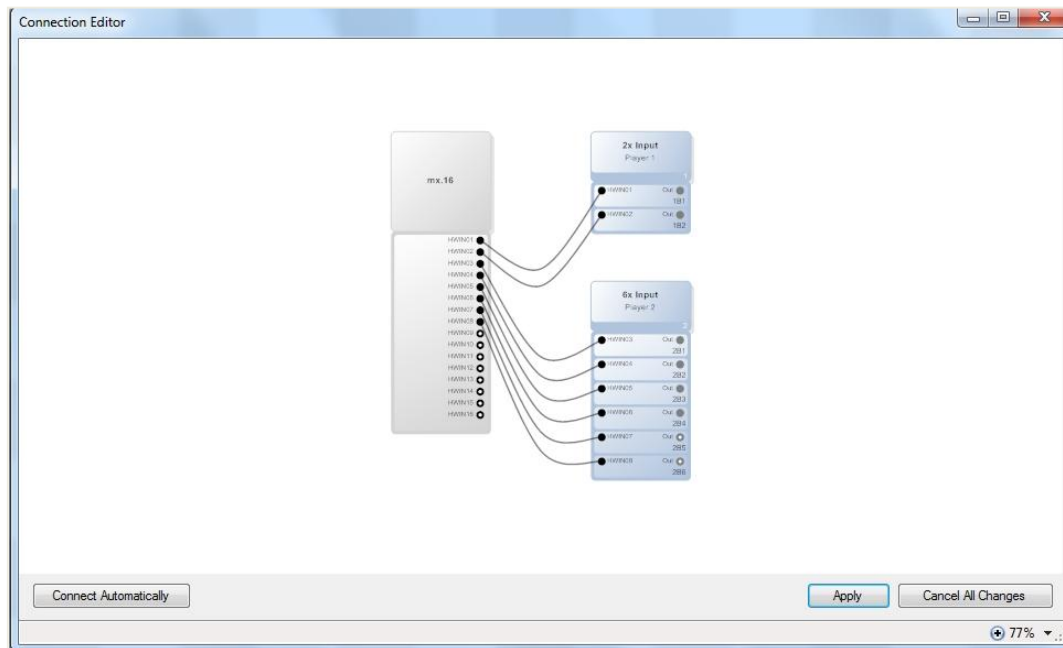 Connection Editor
mx.16
HWIN01
HWIN02
HWIN03
HWIN04
HWIN05
HWIN06
HWIN07
HWIN08
HWIN09
HWIN10
HWIN11
HWIN12
HWIN13
HWIN14
HWIN15
HWIN16
2x Input
Player 1
1
HWIN01 Out
1B1
HWIN02 Out
1B2
6x Input
Player 2
2
HWIN03 Out
2B1
HWIN04 Out
2B2
HWIN05 Out
2B3
HWIN06 Out
2B4
HWIN07 Out
2B5
HWIN08 Out
2B6
Connect Automatically
Apply
Cancel All Changes
77%